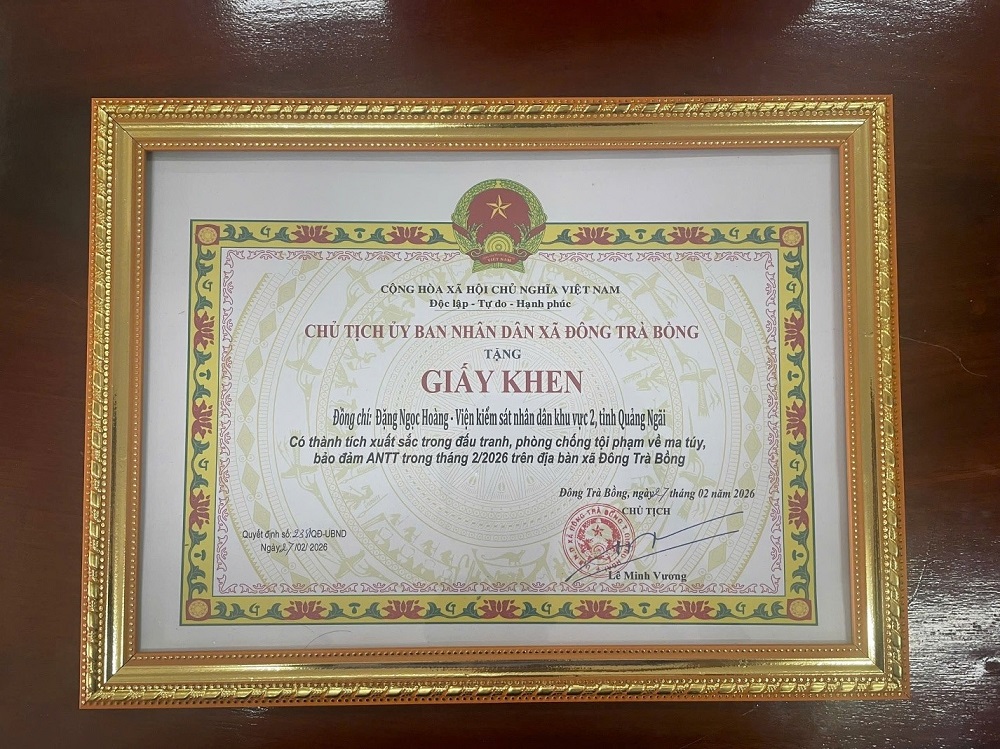 VIỆT NAM
CỘNG HÒA XÃ HỘI CHỦ NGHĨA VIỆT NAM
Độc lập - Tự do - Hạnh phúc
CHỦ TỊCH ỦY BAN NHÂN DÂN XÃ ĐÔNG TRÀ BỒNG
TẶNG
GIẤY KHEN
Đồng chí: Đặng Ngọc Hoàng - Viện kiểm sát nhân dân khu vực 2, tỉnh Quảng Ngãi
Có thành tích xuất sắc trong đấu tranh, phòng chống tội phạm về ma túy,
bảo đảm ANTT trong tháng 2/2026 trên địa bàn xã Đông Trà Bồng
Đông Trà Bồng, ngày 27 tháng 02 năm 2026
CHỦ TỊCH
Quyết định số: QĐ-UBND
Ngày 27/02/2026
Lê Minh Vương